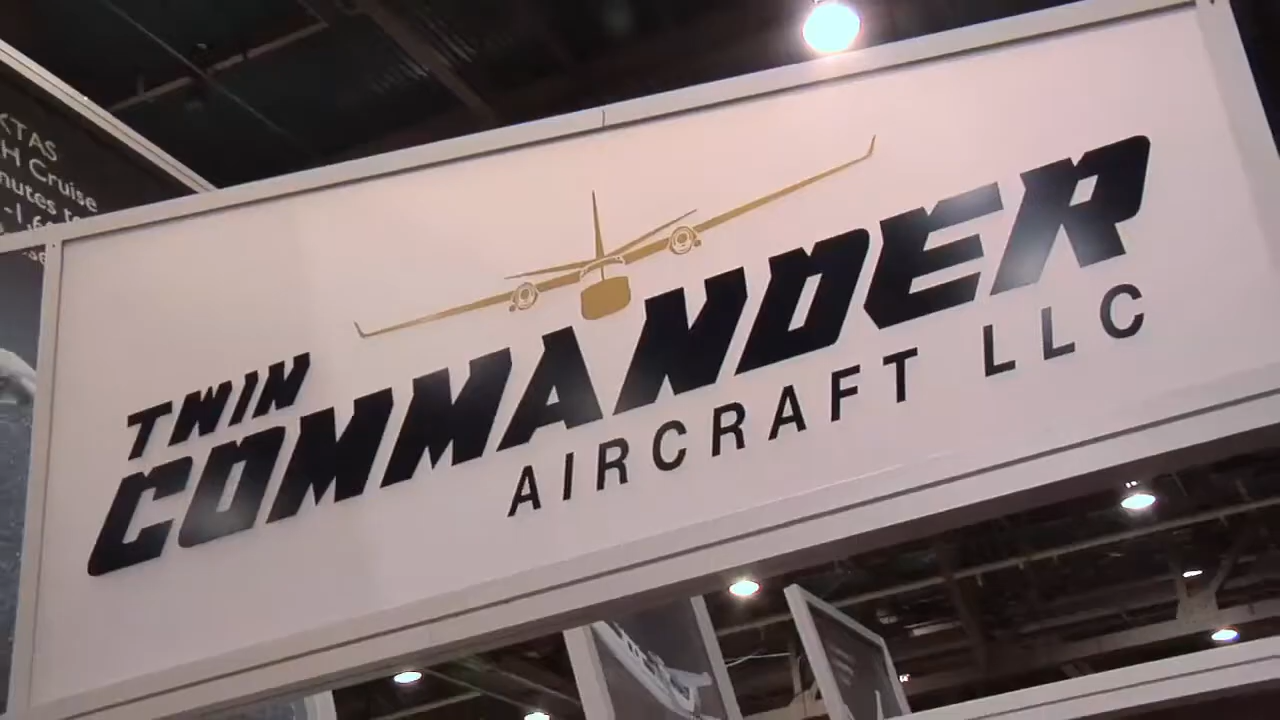 KTAS
H Cruise
TWIN
COMMANDER
AIRCRAFT LLC